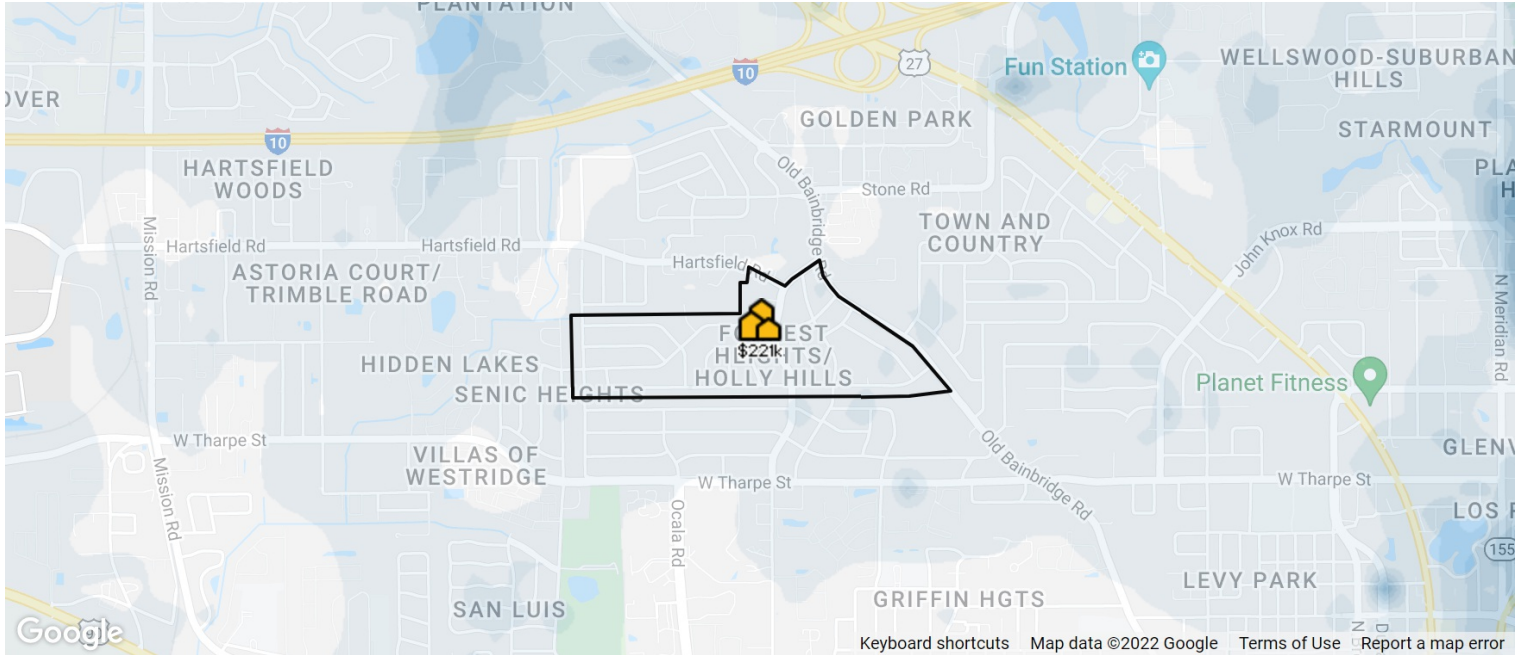 PLANTATION
10
27
Fun Station
WELLSWOOD-SUBURBAN
HILLS
OVER
GOLDEN PARK
STARMOUNT
10
HARTSFIELD
WOODS
Old Bainbridge Rd
Stone Rd
Mission Rd
Hartsfield Rd
Hartsfield Rd
TOWN AND
COUNTRY
John Knox Rd
Hartsfield Rd
ASTORIA COURT/
TRIMBLE ROAD
N Meridian Rd
HEIGHTS/
HOLLY HILLS
$221k
HIDDEN LAKES
SENIC HEIGHTS
Planet Fitness
W Tharpe St
VILLAS OF
WESTRIDGE
Old Bainbridge Rd
Mission Rd
W Tharpe St
W Tharpe St
Ocala Rd
LOS
155
LEVY PARK
GRIFFIN HGTS
SAN LUIS
Google
Keyboard shortcuts
Map data ©2022 Google
Terms of Use
Report a map error